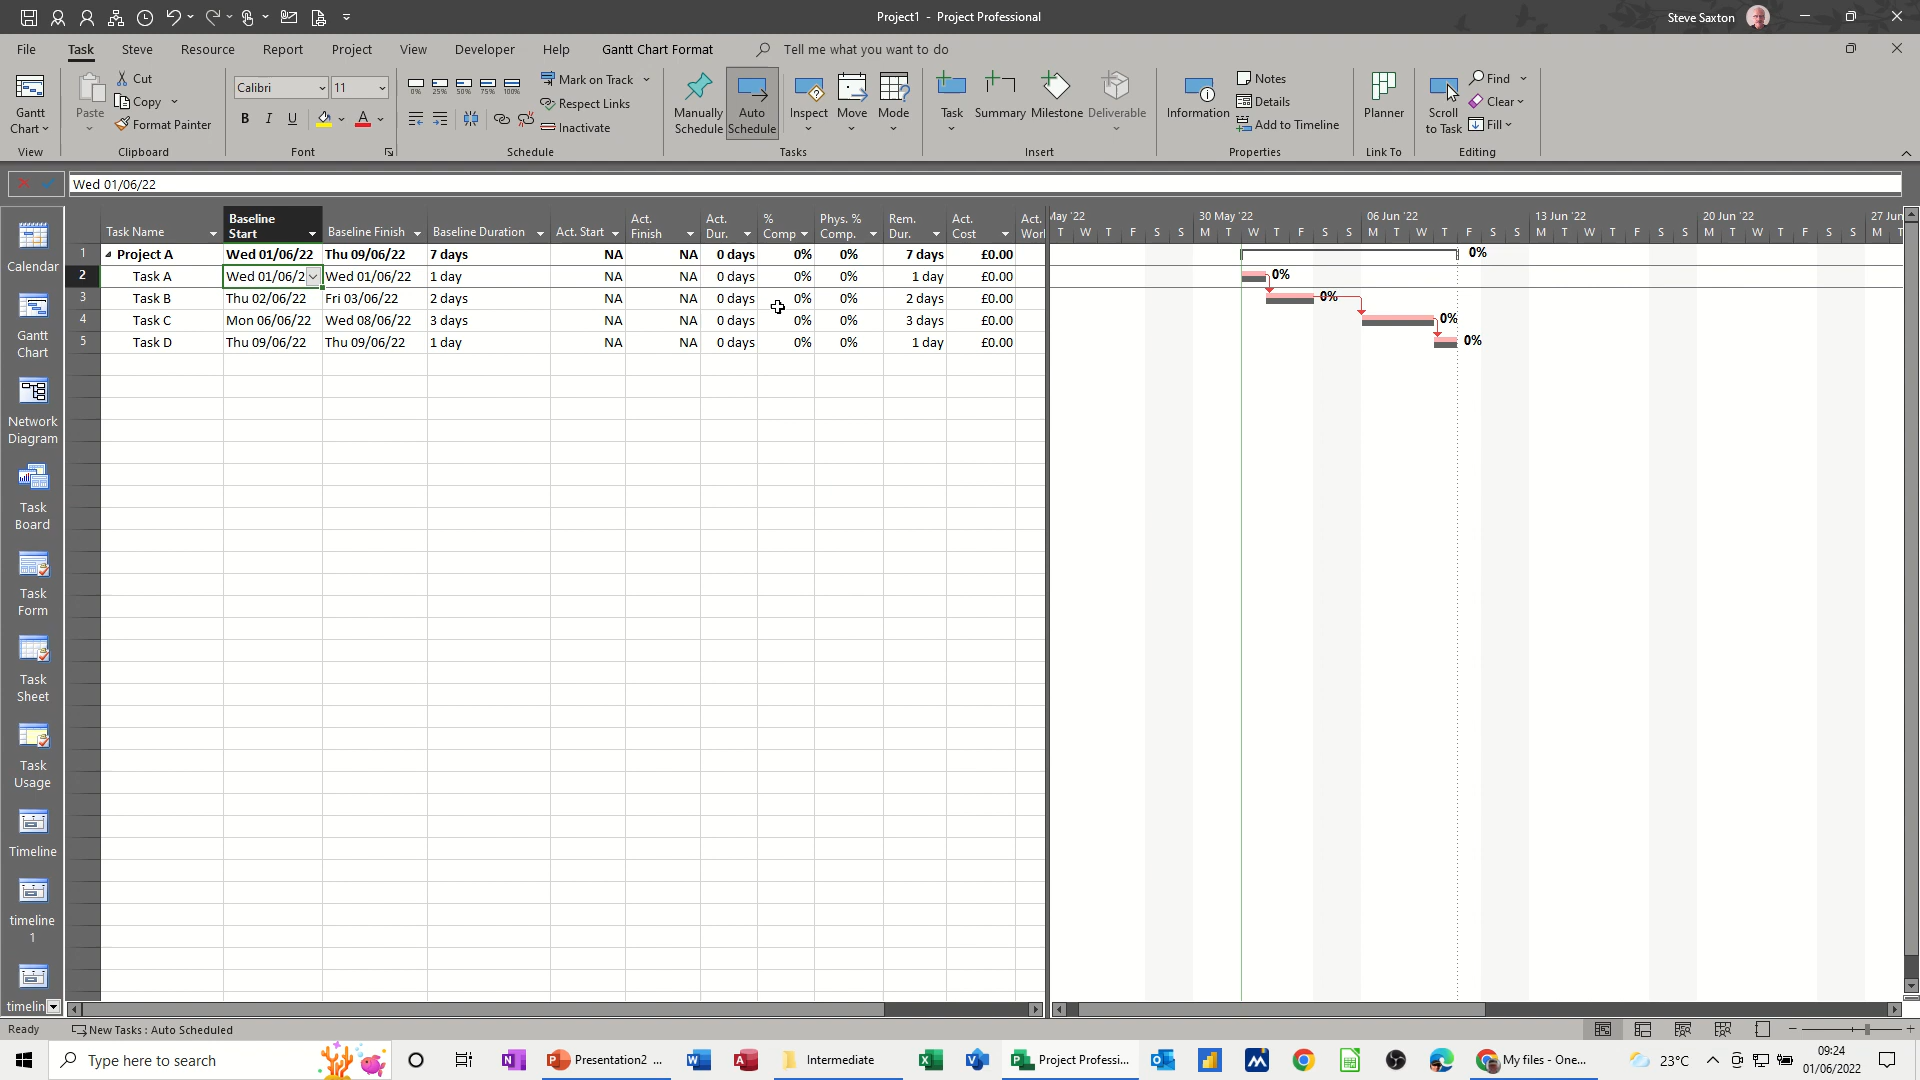 Project1 - Project Professional
Steve Saxton
File Task Steve Resource Report Project View Developer Help Gantt Chart Format Tell me what you want to do
Gantt Chart
View
Paste
Cut
Copy
Format Painter
Clipboard
Calibri 11
B I U A
Font
0% 25% 50% 75% 100%
Mark on Track
Respect Links
Inactivate
Schedule
Manually Schedule
Auto Schedule
Inspect
Move
Mode
Tasks
Task
Summary
Milestone
Deliverable
Insert
Information
Notes
Details
Add to Timeline
Properties
Planner
Link To
Scroll to Task
Find
Clear
Fill
Editing
Wed 01/06/22
Calendar
Gantt Chart
Network Diagram
Task Board
Task Form
Task Sheet
Task Usage
Timeline
timeline 1
timelin
Task Name Baseline Start Baseline Finish Baseline Duration Act. Start Act. Finish Act. Dur. % Comp Phys. % Comp. Rem. Dur. Act. Cost Act. Worl
1 Project A Wed 01/06/22 Thu 09/06/22 7 days NA NA 0 days 0% 0% 7 days £0.00
2 Task A Wed 01/06/2 Wed 01/06/22 1 day NA NA 0 days 0% 0% 1 day £0.00
3 Task B Thu 02/06/22 Fri 03/06/22 2 days NA NA 0 days 0% 0% 2 days £0.00
4 Task C Mon 06/06/22 Wed 08/06/22 3 days NA NA 0 days 0% 0% 3 days £0.00
5 Task D Thu 09/06/22 Thu 09/06/22 1 day NA NA 0 days 0% 0% 1 day £0.00
May '22 30 May '22 06 Jun '22 13 Jun '22 20 Jun '22 27 Jun
T W T F S S M T W T F S S M T W T F S S M T W T F S S M T W T F S S M T
0%
0%
0%
0%
0%
Ready New Tasks : Auto Scheduled
Type here to search
Presentation2 ...
Intermediate
Project Professi...
My files - One...
23°C
09:24
01/06/2022